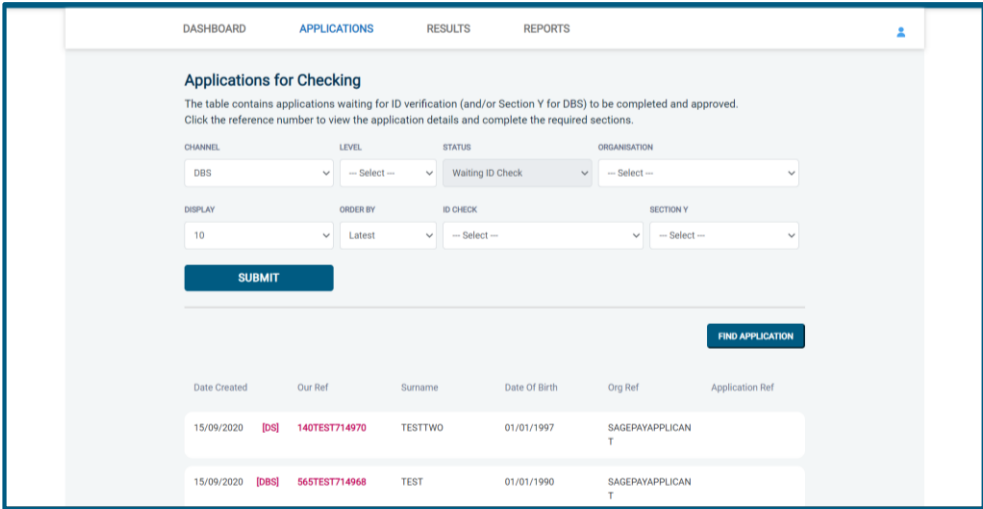 DASHBOARD APPLICATIONS RESULTS REPORTS
Applications for Checking
The table contains applications waiting for ID verification (and/or Section Y for DBS) to be completed and approved.
Click the reference number to view the application details and complete the required sections.
CHANNEL LEVEL STATUS ORGANISATION
DBS --- Select --- Waiting ID Check --- Select ---
DISPLAY ORDER BY ID CHECK SECTION Y
10 Latest --- Select --- --- Select ---
SUBMIT
FIND APPLICATION
Date Created Our Ref Surname Date Of Birth Org Ref Application Ref
15/09/2020 [DS] 140TEST714970 TESTTWO 01/01/1997 SAGEPAYAPPLICAN
T
15/09/2020 [DBS] 565TEST714968 TEST 01/01/1990 SAGEPAYAPPLICAN
T